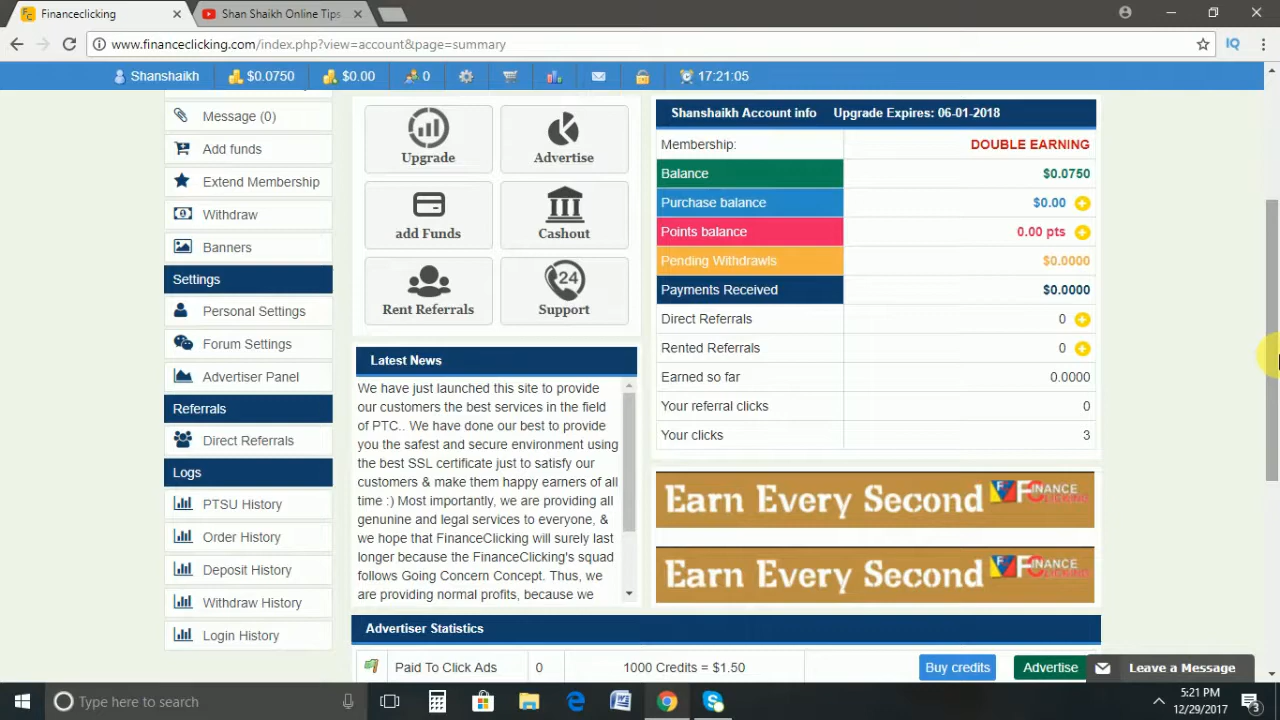 Financeclicking
Shan Shaikh Online Tips
www.financeclicking.com/index.php?view=account&page=summary
Shanshaikh $0.0750 $0.00 0 17:21:05
Message (0)
Add funds
Extend Membership
Withdraw
Banners
Settings
Personal Settings
Forum Settings
Advertiser Panel
Referrals
Direct Referrals
Logs
PTSU History
Order History
Deposit History
Withdraw History
Login History
Upgrade
Advertise
add Funds
Cashout
Rent Referrals
24
Support
Latest News
We have just launched this site to provide
our customers the best services in the field
of PTC.. We have done our best to provide
you the safest and secure environment using
the best SSL certificate just to satisfy our
customers & make them happy earners of all
time :) Most importantly, we are providing all
genunine and legal services to everyone, &
we hope that FinanceClicking will surely last
longer because the FinanceClicking's squad
follows Going Concern Concept. Thus, we
are providing normal profits, because we
Shanshaikh Account info Upgrade Expires: 06-01-2018
Membership: DOUBLE EARNING
Balance $0.0750
Purchase balance $0.00
Points balance 0.00 pts
Pending Withdrawls $0.0000
Payments Received $0.0000
Direct Referrals 0
Rented Referrals 0
Earned so far 0.0000
Your referral clicks 0
Your clicks 3
Earn Every Second FINANCE CLICKING
Earn Every Second FINANCE CLICKING
Advertiser Statistics
Paid To Click Ads 0 1000 Credits = $1.50 Buy credits Advertise
Leave a Message
Type here to search
5:21 PM
12/29/2017
3
IQ